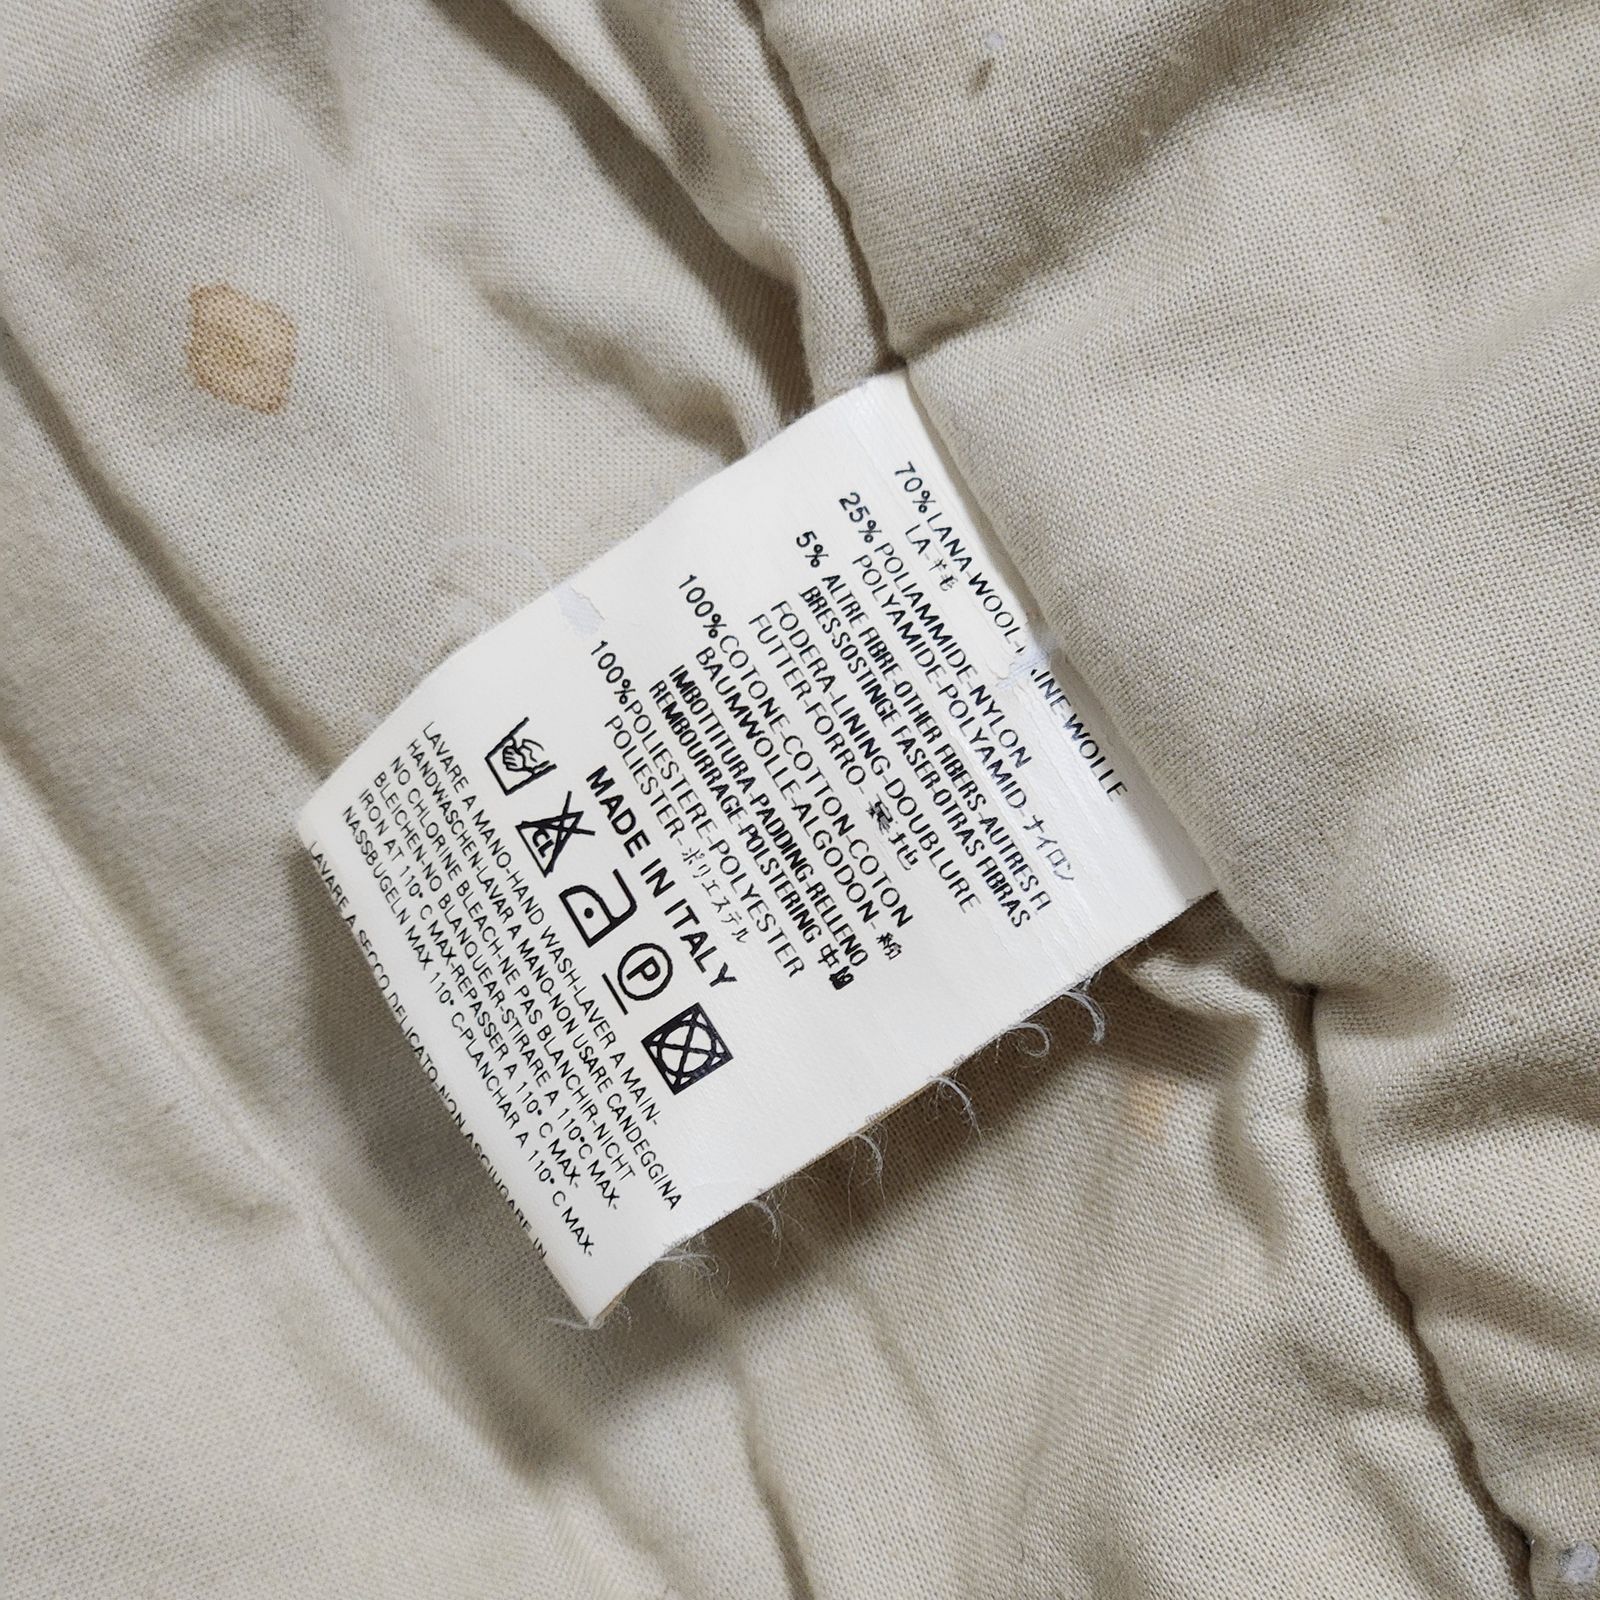 70% LANA-WOOL- INE-WOLLE
LA-羊毛
25% POLIAMMIDE-NYLON
POLYAMIDE-POLYAMID-ナイロン
5% ALTRE FIBRE-OTHER FIBERS-AUTRES FI
BRES-SOSTINGE FASER-OTRAS FIBRAS
FODERA-LINING-DOUBLURE
FUTTER-FORRO-裏地
100%COTONE-COTTON-COTON
BAUMWOLLE-ALGODON-綿
IMBOTTITURA-PADDING-RELLENO
REMBOURRAGE-POLSTERING 中
100%POLIESTERE-POLYESTER
POLIESTER-ポリエステル
MADE IN ITALY
CL
P
LAVARE A MANO-HAND WASH-LAVER A MAIN-
HANDWASCHEN-LAVAR A MANO-NON USARE CANDEGGINA
NO CHLORINE BLEACH-NE PAS BLANCHIR-NICHT
BLEICHEN-NO BLANQUEAR-STIRARE A 110°C MAX-
IRON AT 110° C MAX-REPASSER A 110° C MAX-
NASSBUGELN MAX 110° C-PLANCHAR A 110° C MAX-
LAVARE A SECCO DELICATO-NON ASCIUGARE IN